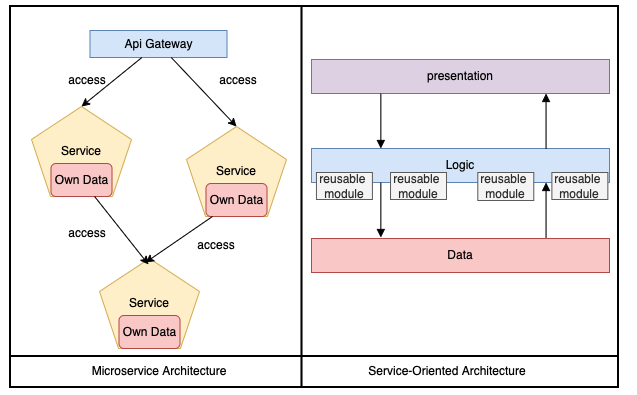 Api Gateway
access
access
Service
Own Data
Service
Own Data
access
access
Service
Own Data
Microservice Architecture
presentation
Logic
reusable
module
reusable
module
reusable
module
reusable
module
Data
Service-Oriented Architecture